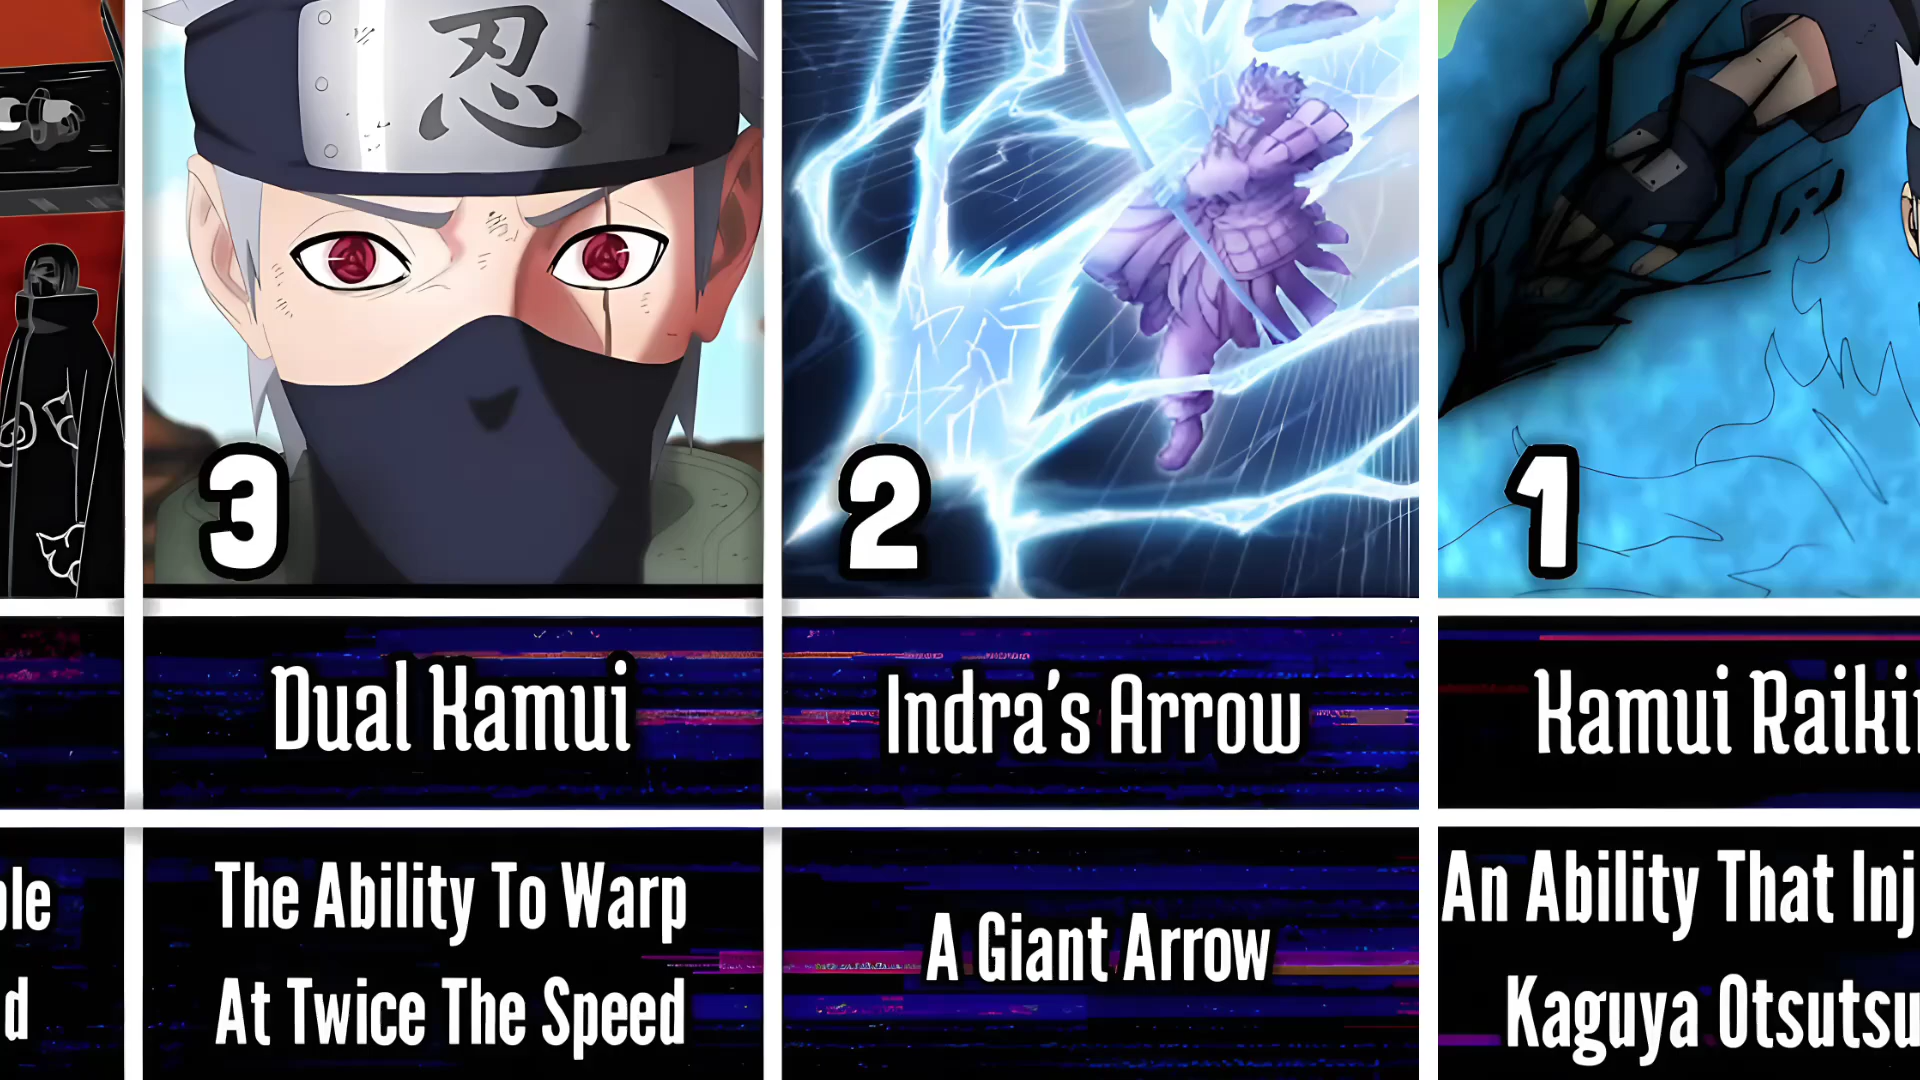 忍
3
2
1
Dual Kamui
Indra's Arrow
Kamui
The Ability To Warp
At Twice The Speed
A Giant Arrow
An Ability That
Kaguya